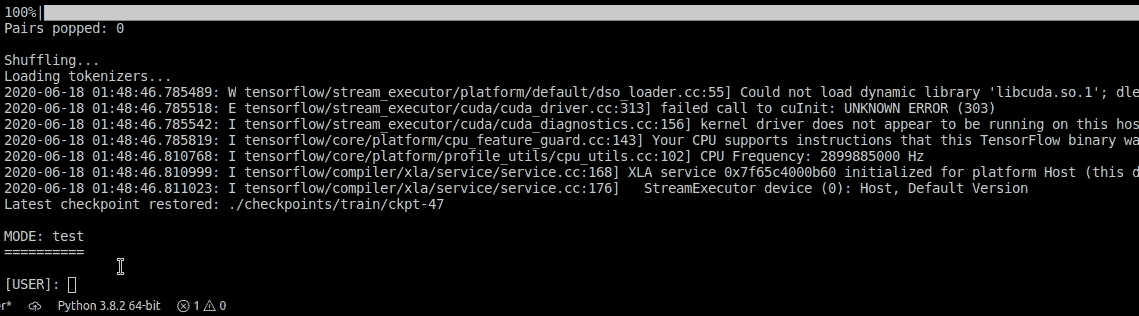 100%|
Pairs popped: 0
Shuffling...
Loading tokenizers...
2020-06-18 01:48:46.785489: W tensorflow/stream_executor/platform/default/dso_loader.cc:55] Could not load dynamic library 'libcuda.so.1'; dle
2020-06-18 01:48:46.785518: E tensorflow/stream_executor/cuda/cuda_driver.cc:313] failed call to cuInit: UNKNOWN ERROR (303)
2020-06-18 01:48:46.785542: I tensorflow/stream_executor/cuda/cuda_diagnostics.cc:156] kernel driver does not appear to be running on this hos
2020-06-18 01:48:46.785819: I tensorflow/core/platform/cpu_feature_guard.cc:143] Your CPU supports instructions that this TensorFlow binary wa
2020-06-18 01:48:46.810768: I tensorflow/core/platform/profile_utils/cpu_utils.cc:102] CPU Frequency: 2899885000 Hz
2020-06-18 01:48:46.810999: I tensorflow/compiler/xla/service/service.cc:168] XLA service 0x7f65c4000b60 initialized for platform Host (this d
2020-06-18 01:48:46.811023: I tensorflow/compiler/xla/service/service.cc:176]   StreamExecutor device (0): Host, Default Version
Latest checkpoint restored: ./checkpoints/train/ckpt-47
MODE: test
==========
[USER]:
er* Python 3.8.2 64-bit 1 0